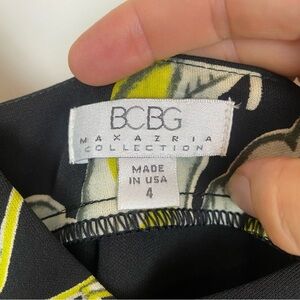 BCBG
MAXAZRIA
COLLECTION
MADE
IN USA
4